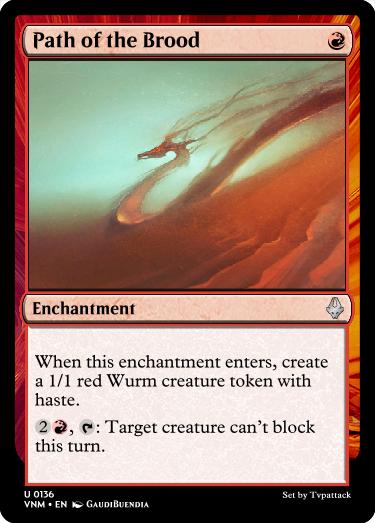 Path of the Brood
Enchantment
When this enchantment enters, create
a 1/1 red Wurm creature token with
haste.
2, : Target creature can't block
this turn.
U 0136
VNM • EN GaudiBuendia
Set by Tvpattack